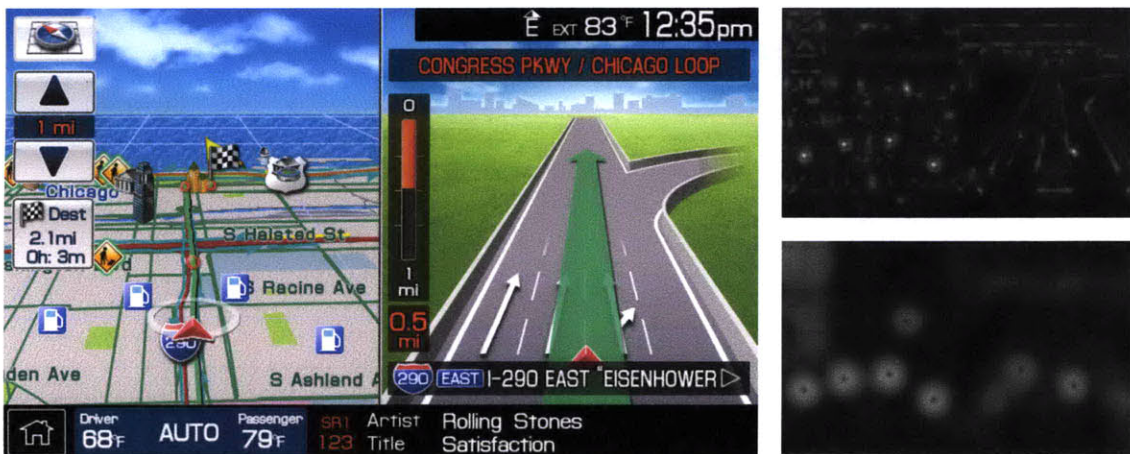 E EXT 83 °F 12:35pm
CONGRESS PKWY / CHICAGO LOOP
1 mi
Chicago
Dest
2.1mi
0h: 3m
S Halsted St
S Racine Ave
290
den Ave
S Ashland A
0
1
mi
0.5
mi
290 EAST I-290 EAST "EISENHOWER
Driver
68°F
AUTO
Passenger
79°F
SR1
123
Artist Rolling Stones
Title Satisfaction